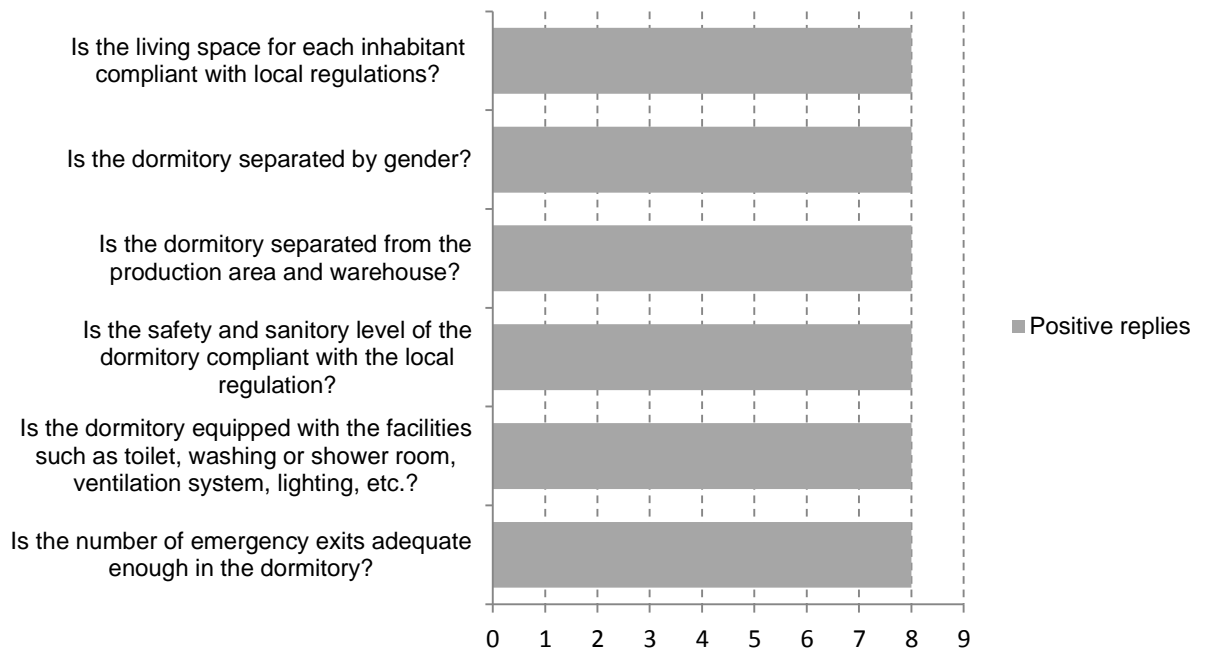 Is the living space for each inhabitant
compliant with local regulations?
Is the dormitory separated by gender?
Is the dormitory separated from the
production area and warehouse?
Is the safety and sanitory level of the
dormitory compliant with the local
regulation?
Is the dormitory equipped with the facilities
such as toilet, washing or shower room,
ventilation system, lighting, etc.?
Is the number of emergency exits adequate
enough in the dormitory?
0 1 2 3 4 5 6 7 8 9
Positive replies